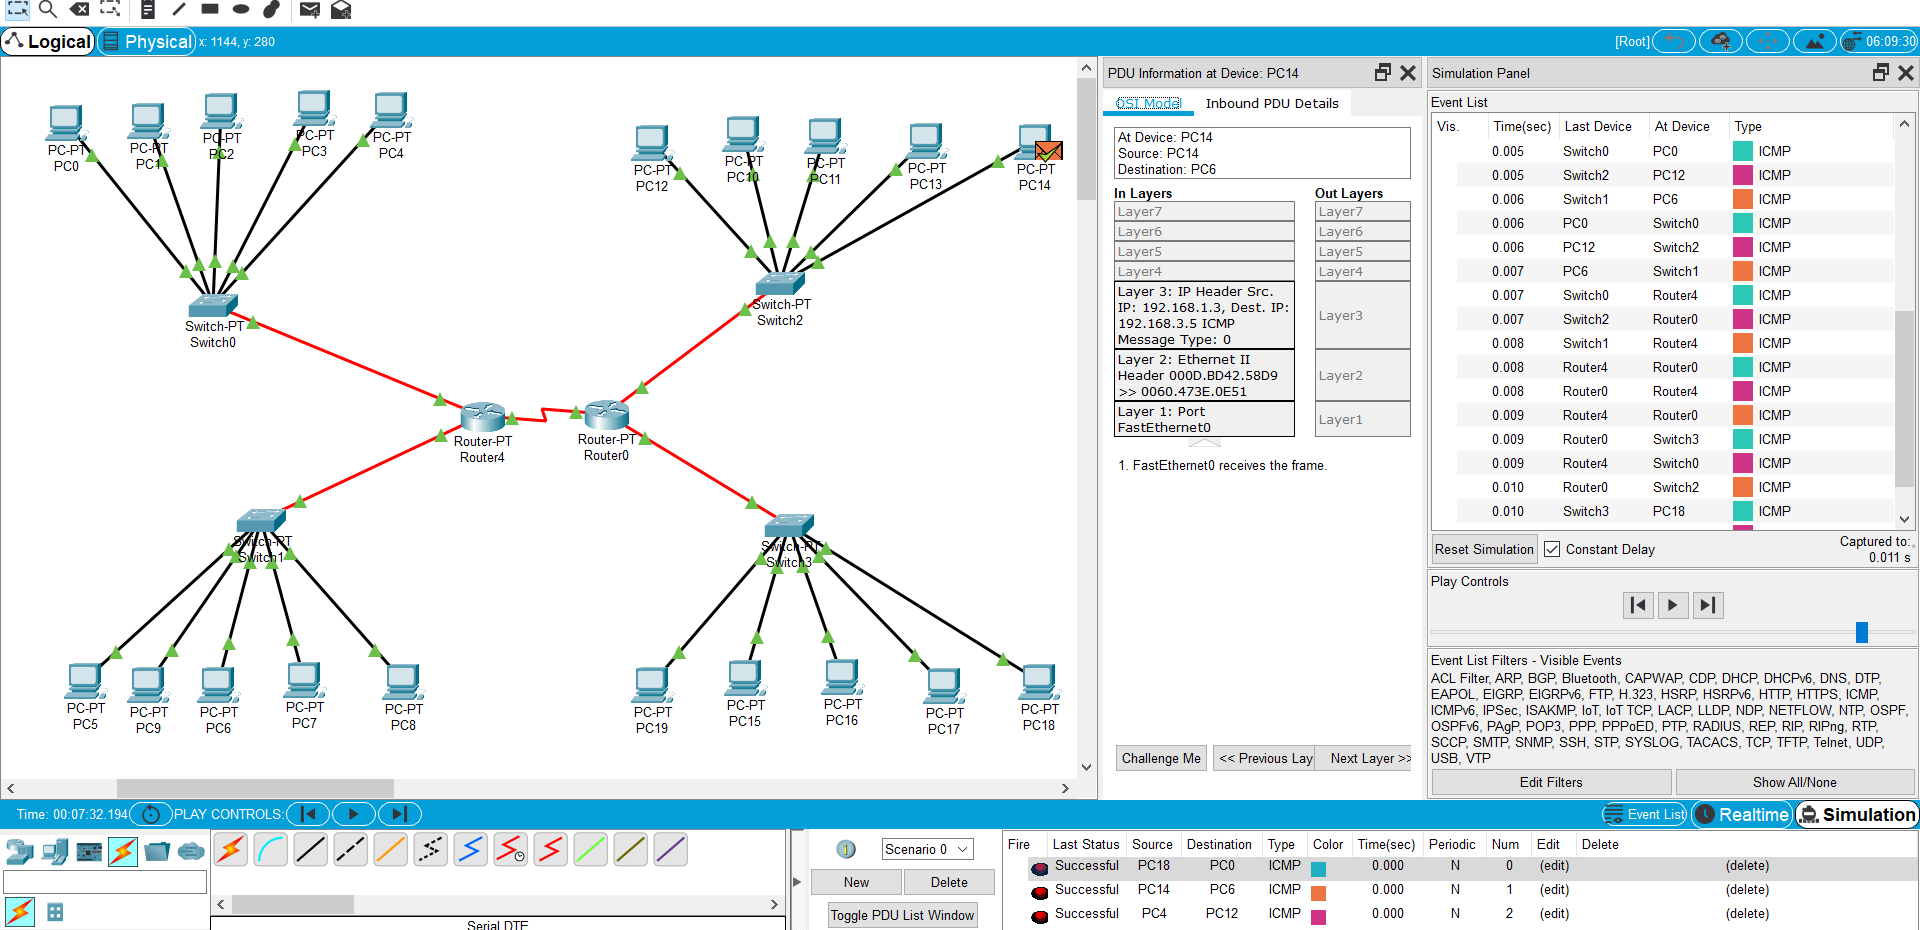 Logical
Physical
x: 1144, y: 280
[Root]
06:09:30
PC-PT
PC0
PC-PT
PC1
PC-PT
PC2
PC-PT
PC3
PC-PT
PC4
PC-PT
PC12
PC-PT
PC10
PC-PT
PC11
PC-PT
PC13
PC-PT
PC14
Switch-PT
Switch0
Switch-PT
Switch2
Router-PT
Router4
Router-PT
Router0
Switch-PT
Switch1
Switch-PT
Switch3
PC-PT
PC5
PC-PT
PC9
PC-PT
PC6
PC-PT
PC7
PC-PT
PC8
PC-PT
PC19
PC-PT
PC15
PC-PT
PC16
PC-PT
PC17
PC-PT
PC18
PDU Information at Device: PC14
OSI Model
Inbound PDU Details
At Device: PC14
Source: PC14
Destination: PC6
In Layers
Out Layers
Layer7
Layer7
Layer6
Layer6
Layer5
Layer5
Layer4
Layer4
Layer 3: IP Header Src.
IP: 192.168.1.3, Dest. IP:
192.168.3.5 ICMP
Message Type: 0
Layer3
Layer 2: Ethernet II
Header 000D.BD42.58D9
>> 0060.473E.0E51
Layer2
Layer 1: Port
FastEthernet0
Layer1
1. FastEthernet0 receives the frame.
Challenge Me
<< Previous Lay
Next Layer >>
Simulation Panel
Event List
Vis. Time(sec) Last Device At Device Type
0.005 Switch0 PC0 ICMP
0.005 Switch2 PC12 ICMP
0.006 Switch1 PC6 ICMP
0.006 PC0 Switch0 ICMP
0.006 PC12 Switch2 ICMP
0.007 PC6 Switch1 ICMP
0.007 Switch0 Router4 ICMP
0.007 Switch2 Router0 ICMP
0.008 Switch1 Router4 ICMP
0.008 Router4 Router0 ICMP
0.008 Router0 Router4 ICMP
0.009 Router4 Router0 ICMP
0.009 Router0 Switch3 ICMP
0.009 Router4 Switch0 ICMP
0.010 Router0 Switch2 ICMP
0.010 Switch3 PC18 ICMP
Reset Simulation
Constant Delay
Captured to:
0.011 s
Play Controls
Event List Filters - Visible Events
ACL Filter, ARP, BGP, Bluetooth, CAPWAP, CDP, DHCP, DHCPv6, DNS, DTP,
EAPOL, EIGRP, EIGRPv6, FTP, H.323, HSRP, HSRPv6, HTTP, HTTPS, ICMP,
ICMPv6, IPSec, ISAKMP, IoT, IoT TCP, LACP, LLDP, NDP, NETFLOW, NTP, OSPF,
OSPFv6, PAgP, POP3, PPP, PPPoED, PTP, RADIUS, REP, RIP, RIPng, RTP,
SCCP, SMTP, SNMP, SSH, STP, SYSLOG, TACACS, TCP, TFTP, Telnet, UDP,
USB, VTP
Edit Filters
Show All/None
Time: 00:07:32.194
PLAY CONTROLS:
Event List
Realtime
Simulation
Serial DTE
Scenario 0
New
Delete
Toggle PDU List Window
Fire Last Status Source Destination Type Color Time(sec) Periodic Num Edit Delete
Successful PC18 PC0 ICMP 0.000 N 0 (edit) (delete)
Successful PC14 PC6 ICMP 0.000 N 1 (edit) (delete)
Successful PC4 PC12 ICMP 0.000 N 2 (edit) (delete)